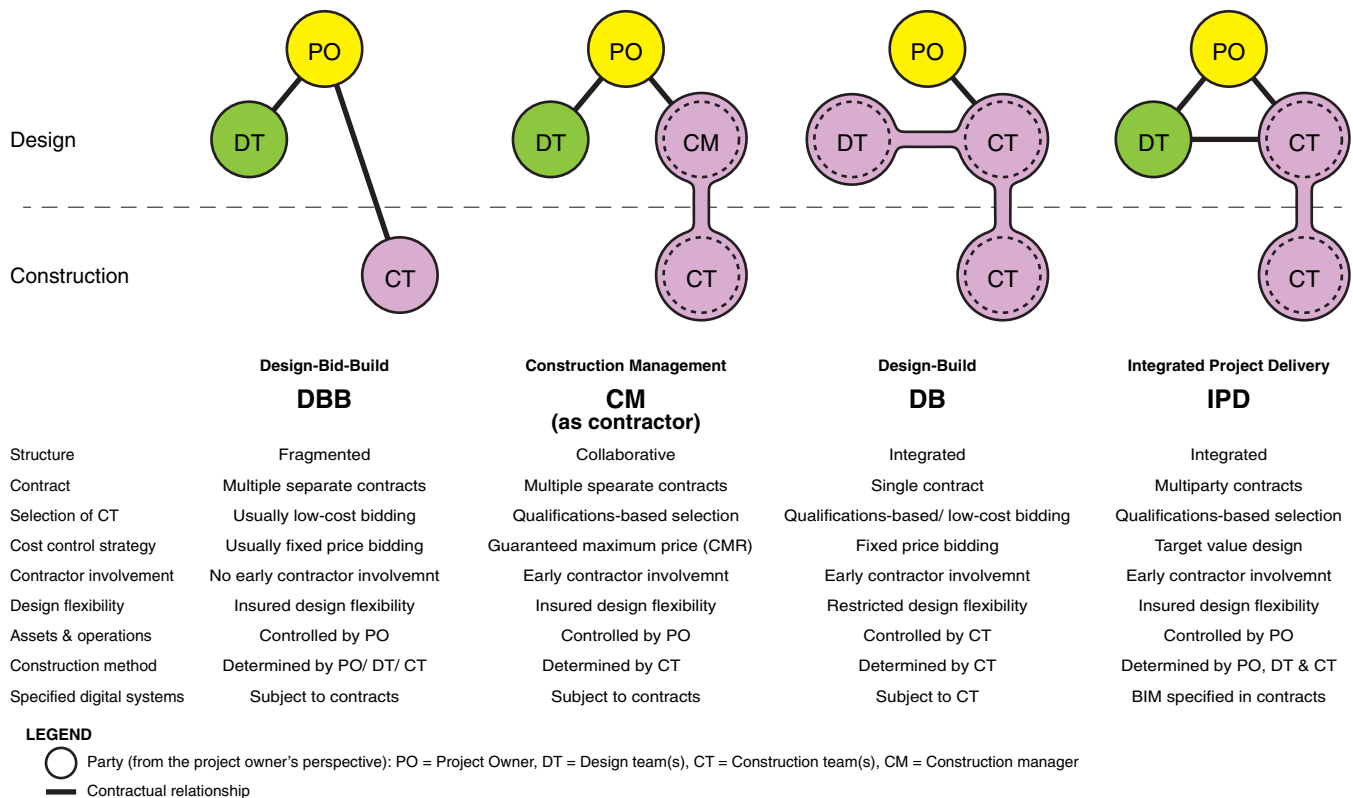 PO
PO
PO
PO
Design
DT
DT
CM
DT
CT
DT
CT
Construction
CT
CT
CT
CT
Design-Bid-Build
Construction Management
Design-Build
Integrated Project Delivery
DBB
CM
(as contractor)
DB
IPD
Structure
Fragmented
Collaborative
Integrated
Integrated
Contract
Multiple separate contracts
Multiple spearate contracts
Single contract
Multiparty contracts
Selection of CT
Usually low-cost bidding
Qualifications-based selection
Qualifications-based/ low-cost bidding
Qualifications-based selection
Cost control strategy
Usually fixed price bidding
Guaranteed maximum price (CMR)
Fixed price bidding
Target value design
Contractor involvement
No early contractor involvemnt
Early contractor involvemnt
Early contractor involvemnt
Early contractor involvemnt
Design flexibility
Insured design flexibility
Insured design flexibility
Restricted design flexibility
Insured design flexibility
Assets & operations
Controlled by PO
Controlled by PO
Controlled by CT
Controlled by PO
Construction method
Determined by PO/ DT/ CT
Determined by CT
Determined by CT
Determined by PO, DT & CT
Specified digital systems
Subject to contracts
Subject to contracts
Subject to CT
BIM specified in contracts
LEGEND
Party (from the project owner's perspective): PO = Project Owner, DT = Design team(s), CT = Construction team(s), CM = Construction manager
Contractual relationship